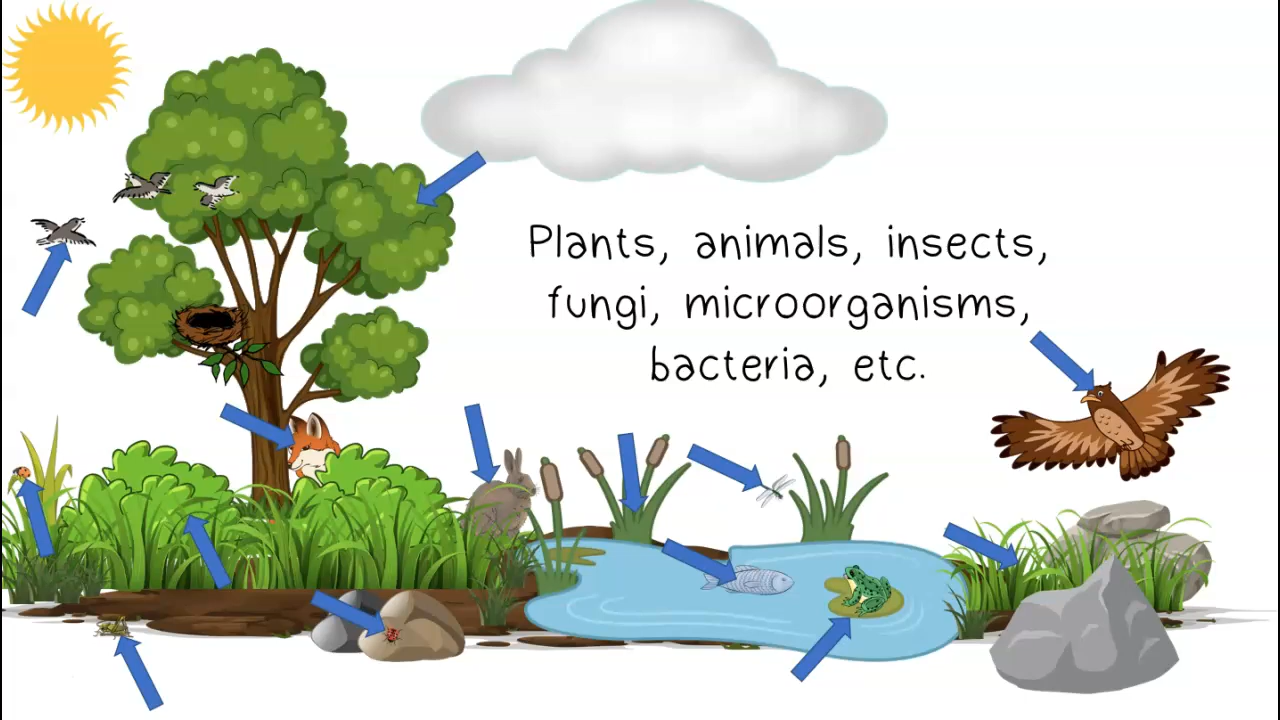 Plants, animals, insects,
fungi, microorganisms,
bacteria, etc.